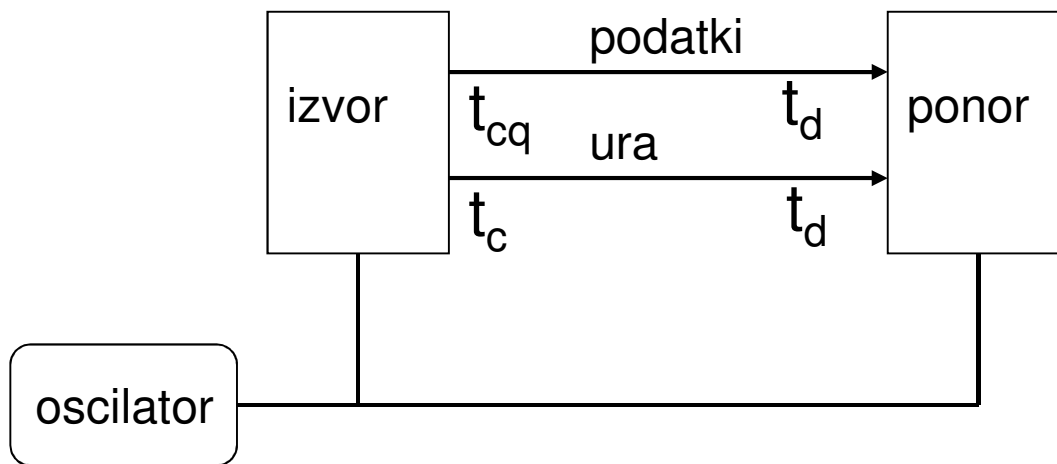 podatki
izvor
t_cq
t_d
ponor
ura
t_c
t_d
oscilator